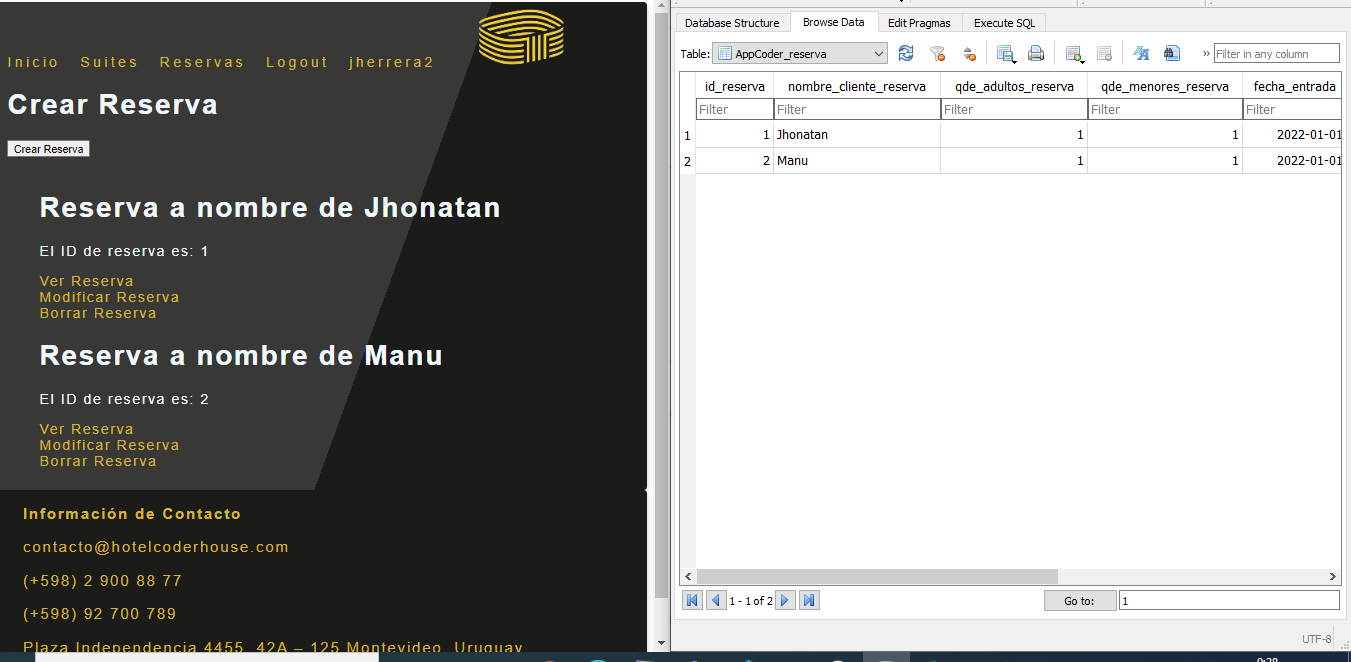 Inicio Suites Reservas Logout jherrera2
Crear Reserva
Crear Reserva
Reserva a nombre de Jhonatan
El ID de reserva es: 1
Ver Reserva
Modificar Reserva
Borrar Reserva
Reserva a nombre de Manu
El ID de reserva es: 2
Ver Reserva
Modificar Reserva
Borrar Reserva
Información de Contacto
contacto@hotelcoderhouse.com
(+598) 2 900 88 77
(+598) 92 700 789
Plaza Independencia 4455, 42A – 125 Montevideo, Uruguay
Database Structure Browse Data Edit Pragmas Execute SQL
Table: AppCoder_reserva » Filter in any column
id_reserva nombre_cliente_reserva qde_adultos_reserva qde_menores_reserva fecha_entrada
Filter Filter Filter Filter Filter
1 1 Jhonatan 1 1 2022-01-01
2 2 Manu 1 1 2022-01-01
1 - 1 of 2 Go to: 1
UTF-8